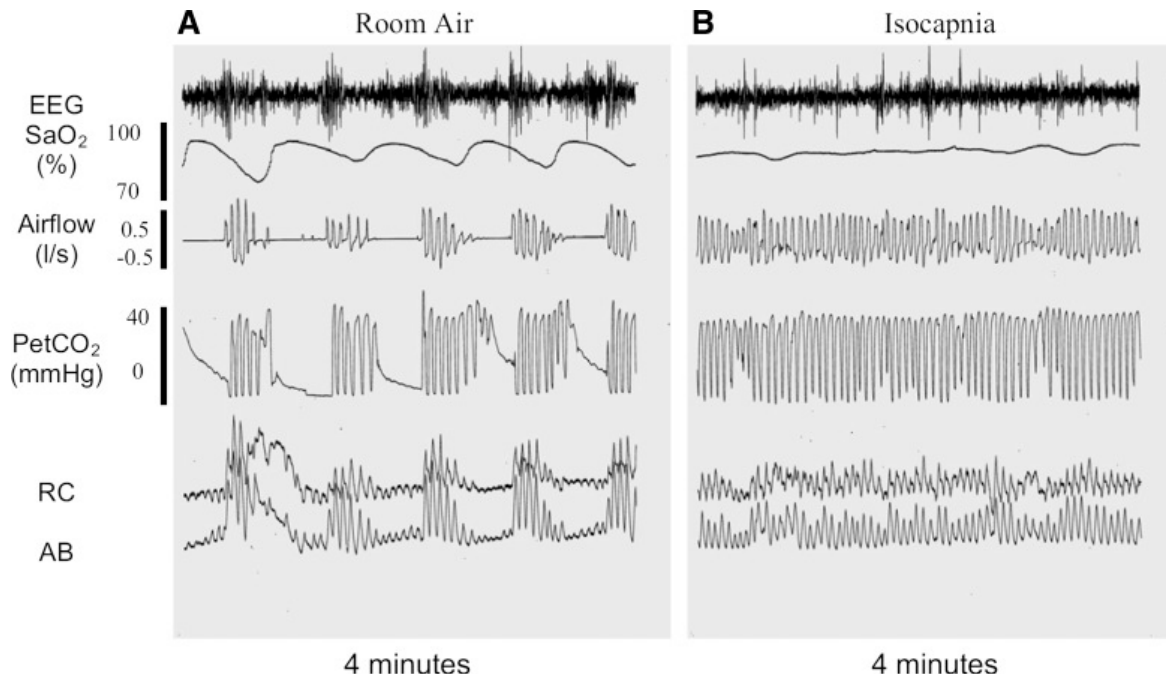 A
Room Air
B
Isocapnia
EEG
SaO₂
(%)
100
70
Airflow
(l/s)
0.5
-0.5
PetCO₂
(mmHg)
40
0
RC
AB
4 minutes
4 minutes